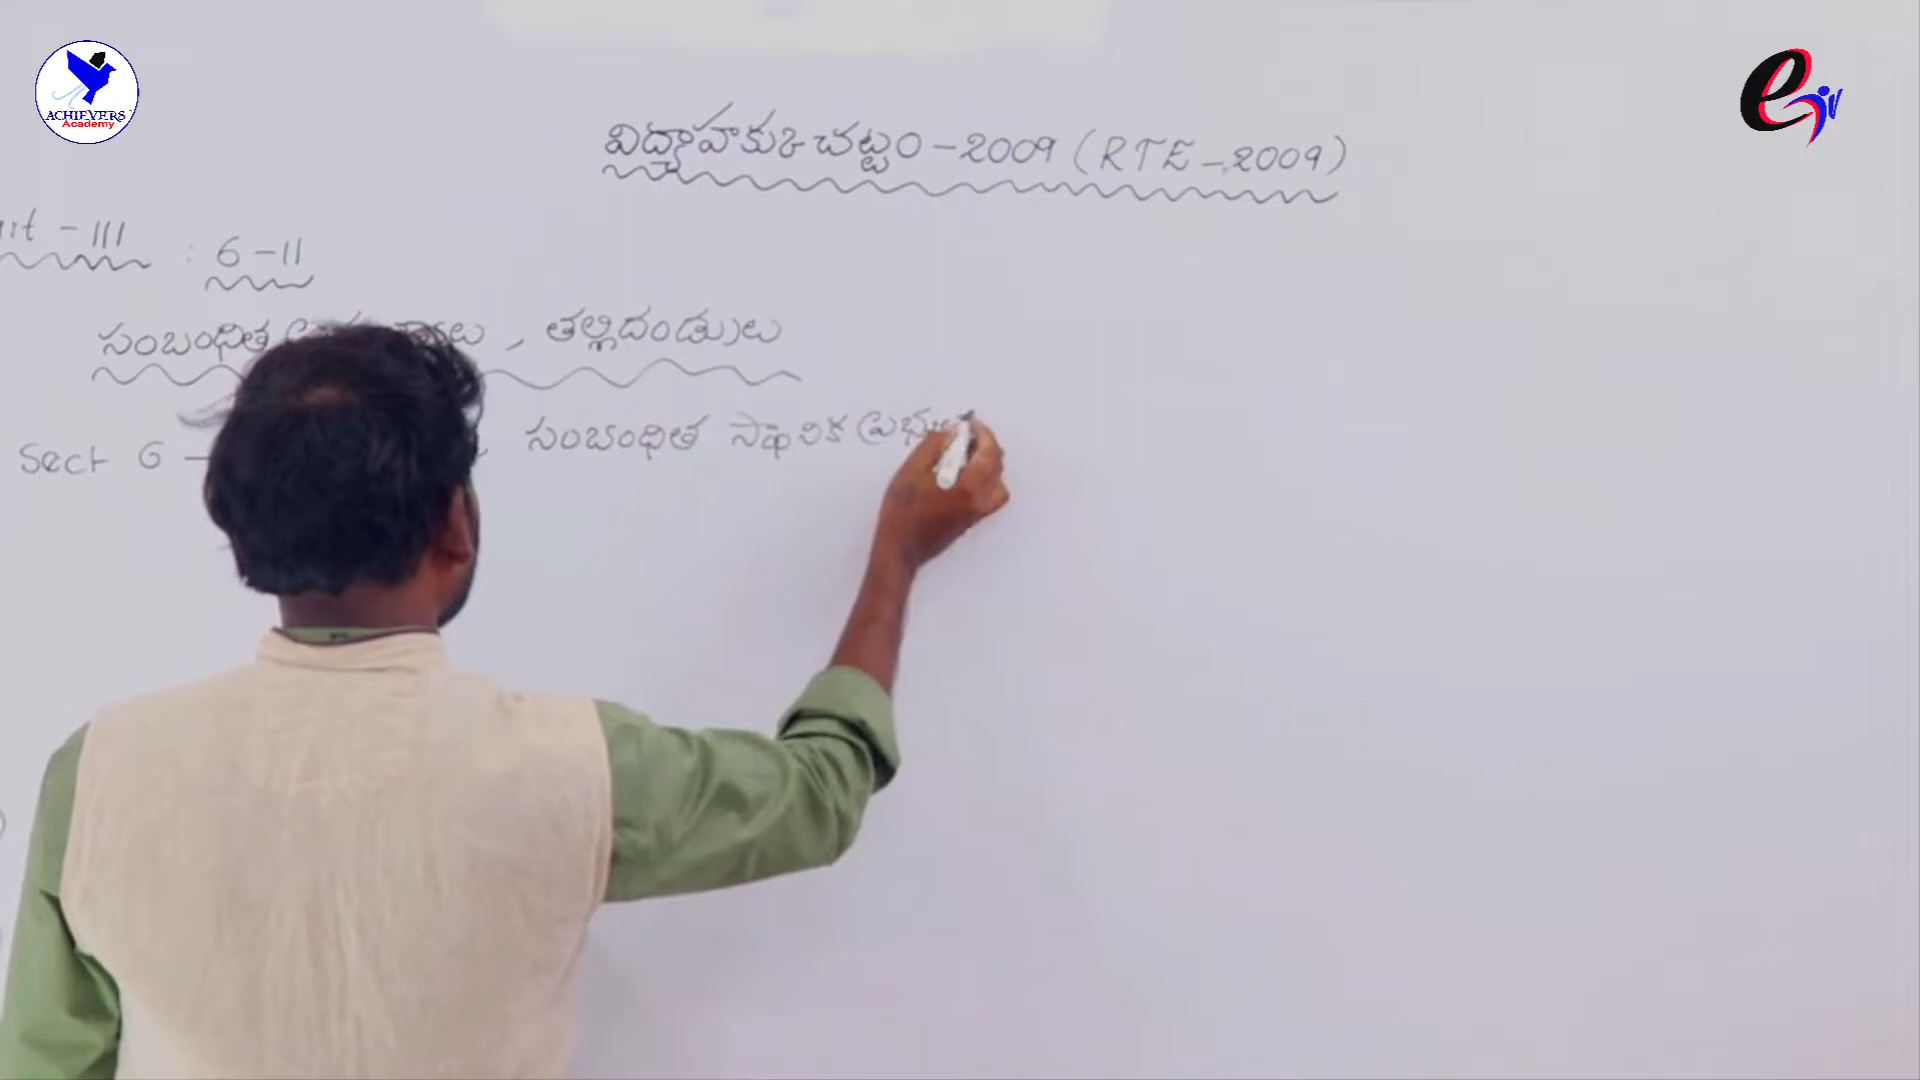 ACHIEVERS
Academy
విద్యాహక్కు చట్టం - 2009 (RTE - 2009)
- III : 6 - 11
సంబంధిత , తల్లిదండ్రులు
Sect 6 - సంబంధిత స్థానిక